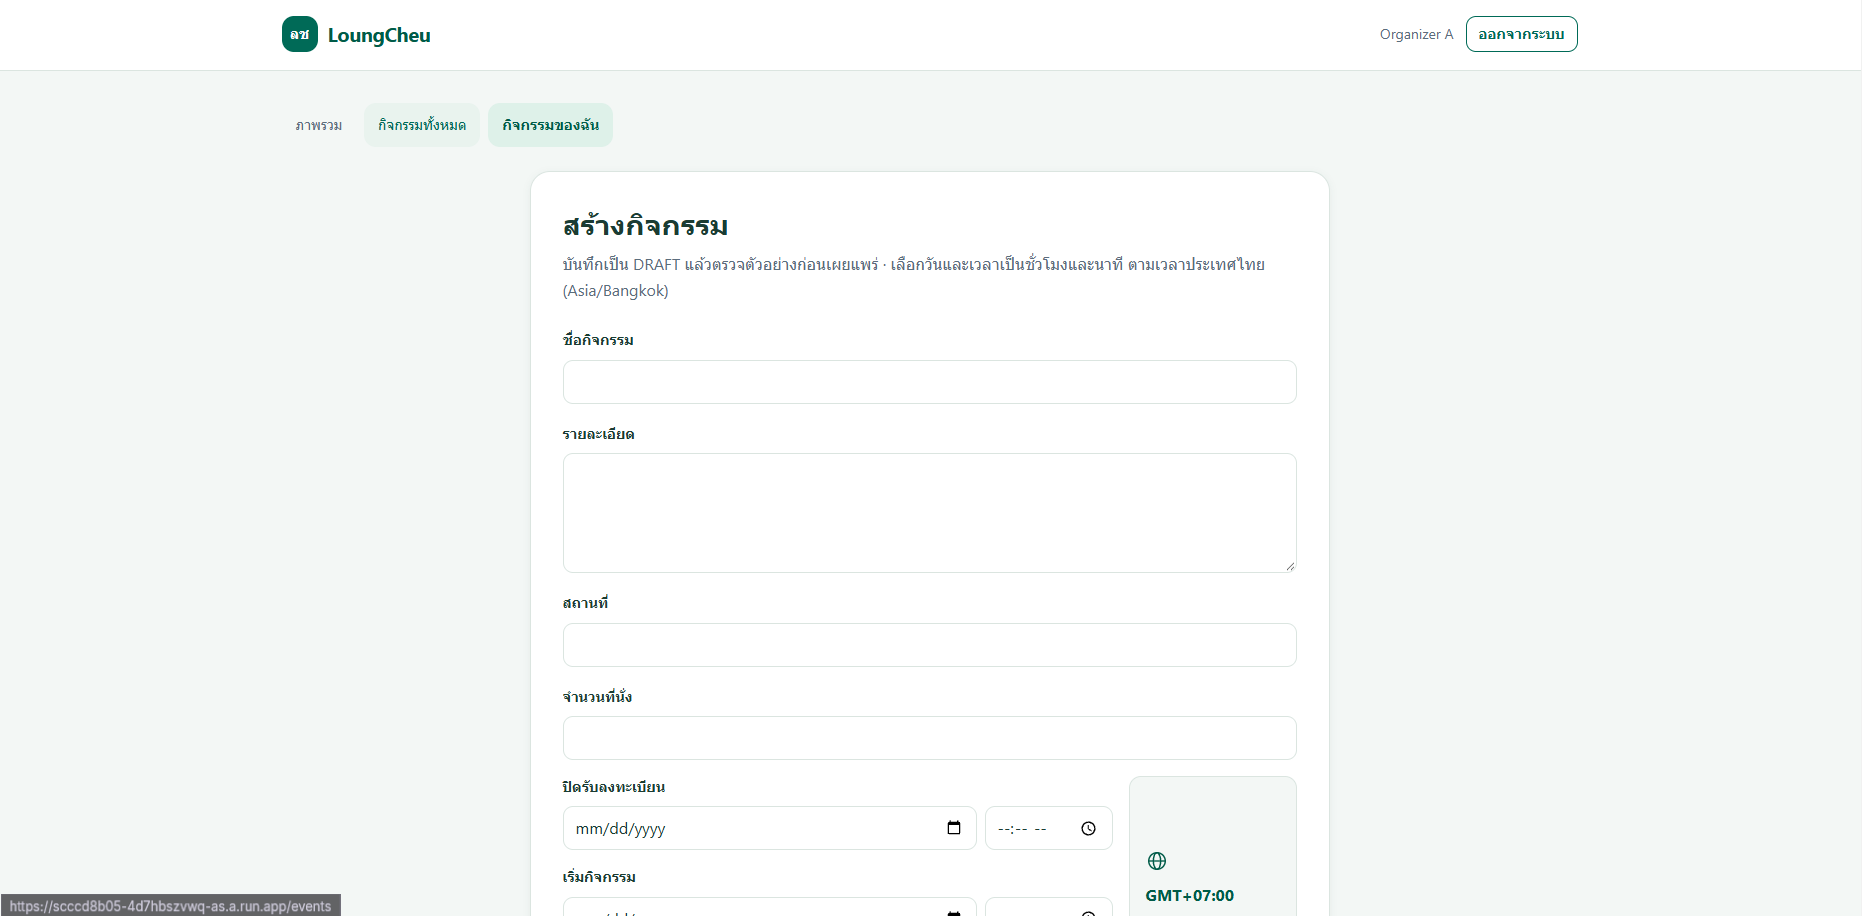 ลช LoungCheu
Organizer A ออกจากระบบ
ภาพรวม กิจกรรมทั้งหมด กิจกรรมของฉัน
สร้างกิจกรรม
บันทึกเป็น DRAFT แล้วตรวจตัวอย่างก่อนเผยแพร่ · เลือกวันและเวลาเป็นชั่วโมงและนาที ตามเวลาประเทศไทย
(Asia/Bangkok)
ชื่อกิจกรรม
รายละเอียด
สถานที่
จำนวนที่นั่ง
ปิดรับลงทะเบียน
mm/dd/yyyy --:-- --
เริ่มกิจกรรม
GMT+07:00
https://scccd8b05-4d7hbszvwq-as.a.run.app/events